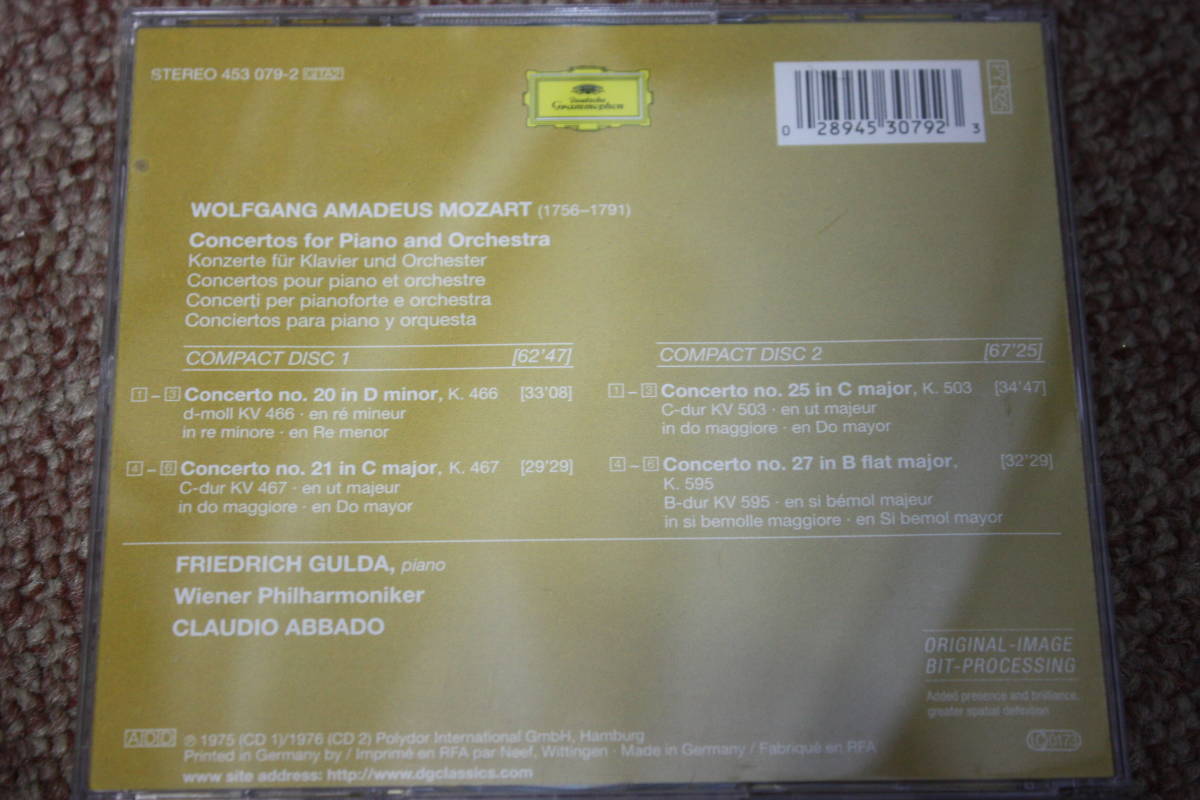 STEREO 453 079-2 GTA2
Deutsche
Grammophon
0 28945 30792 3
WOLFGANG AMADEUS MOZART (1756–1791)
Concertos for Piano and Orchestra
Konzerte für Klavier und Orchester
Concertos pour piano et orchestre
Concerti per pianoforte e orchestra
Conciertos para piano y orquesta
COMPACT DISC 1 [62'47]
1 – 3 Concerto no. 20 in D minor, K. 466 [33'08]
d-moll KV 466 · en ré mineur
in re minore · en Re menor
4 – 6 Concerto no. 21 in C major, K. 467 [29'29]
C-dur KV 467 · en ut majeur
in do maggiore · en Do mayor
COMPACT DISC 2 [67'25]
1 – 3 Concerto no. 25 in C major, K. 503 [34'47]
C-dur KV 503 · en ut majeur
in do maggiore · en Do mayor
4 – 6 Concerto no. 27 in B flat major, [32'29]
K. 595
B-dur KV 595 · en si bémol majeur
in si bemolle maggiore · en Si bemol mayor
FRIEDRICH GULDA, piano
Wiener Philharmoniker
CLAUDIO ABBADO
ORIGINAL-IMAGE
BIT-PROCESSING
Added presence and brilliance,
greater spatial definition
ADD ℗ 1975 (CD 1)/1976 (CD 2) Polydor International GmbH, Hamburg
Printed in Germany by / Imprimé en RFA par Neef, Wittingen · Made in Germany / Fabriqué en RFA
www site address: http://www.dgclassics.com